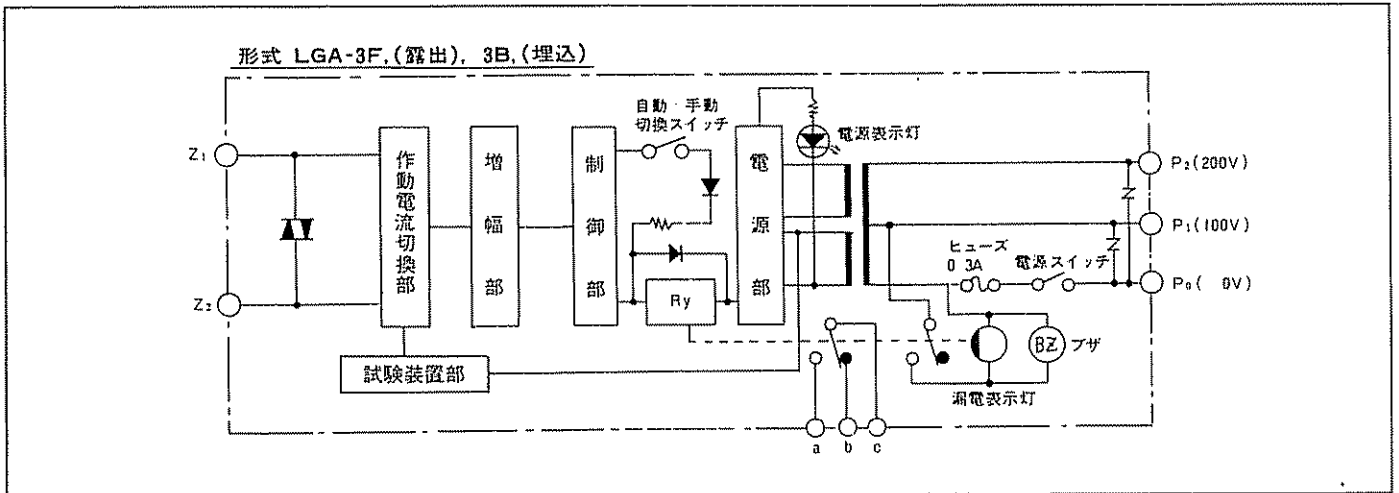 形式 LGA-3F,(露出), 3B,(埋込)
自動・手動
切換スイッチ
電源表示灯
Z₁
作動電流切換部
増幅部
制御部
電源部
P₂(200V)
P₁(100V)
ヒューズ
0.3A
電源スイッチ
Z₂
Ry
P₀( 0V)
BZ
ブザ
試験装置部
漏電表示灯
a
b
c